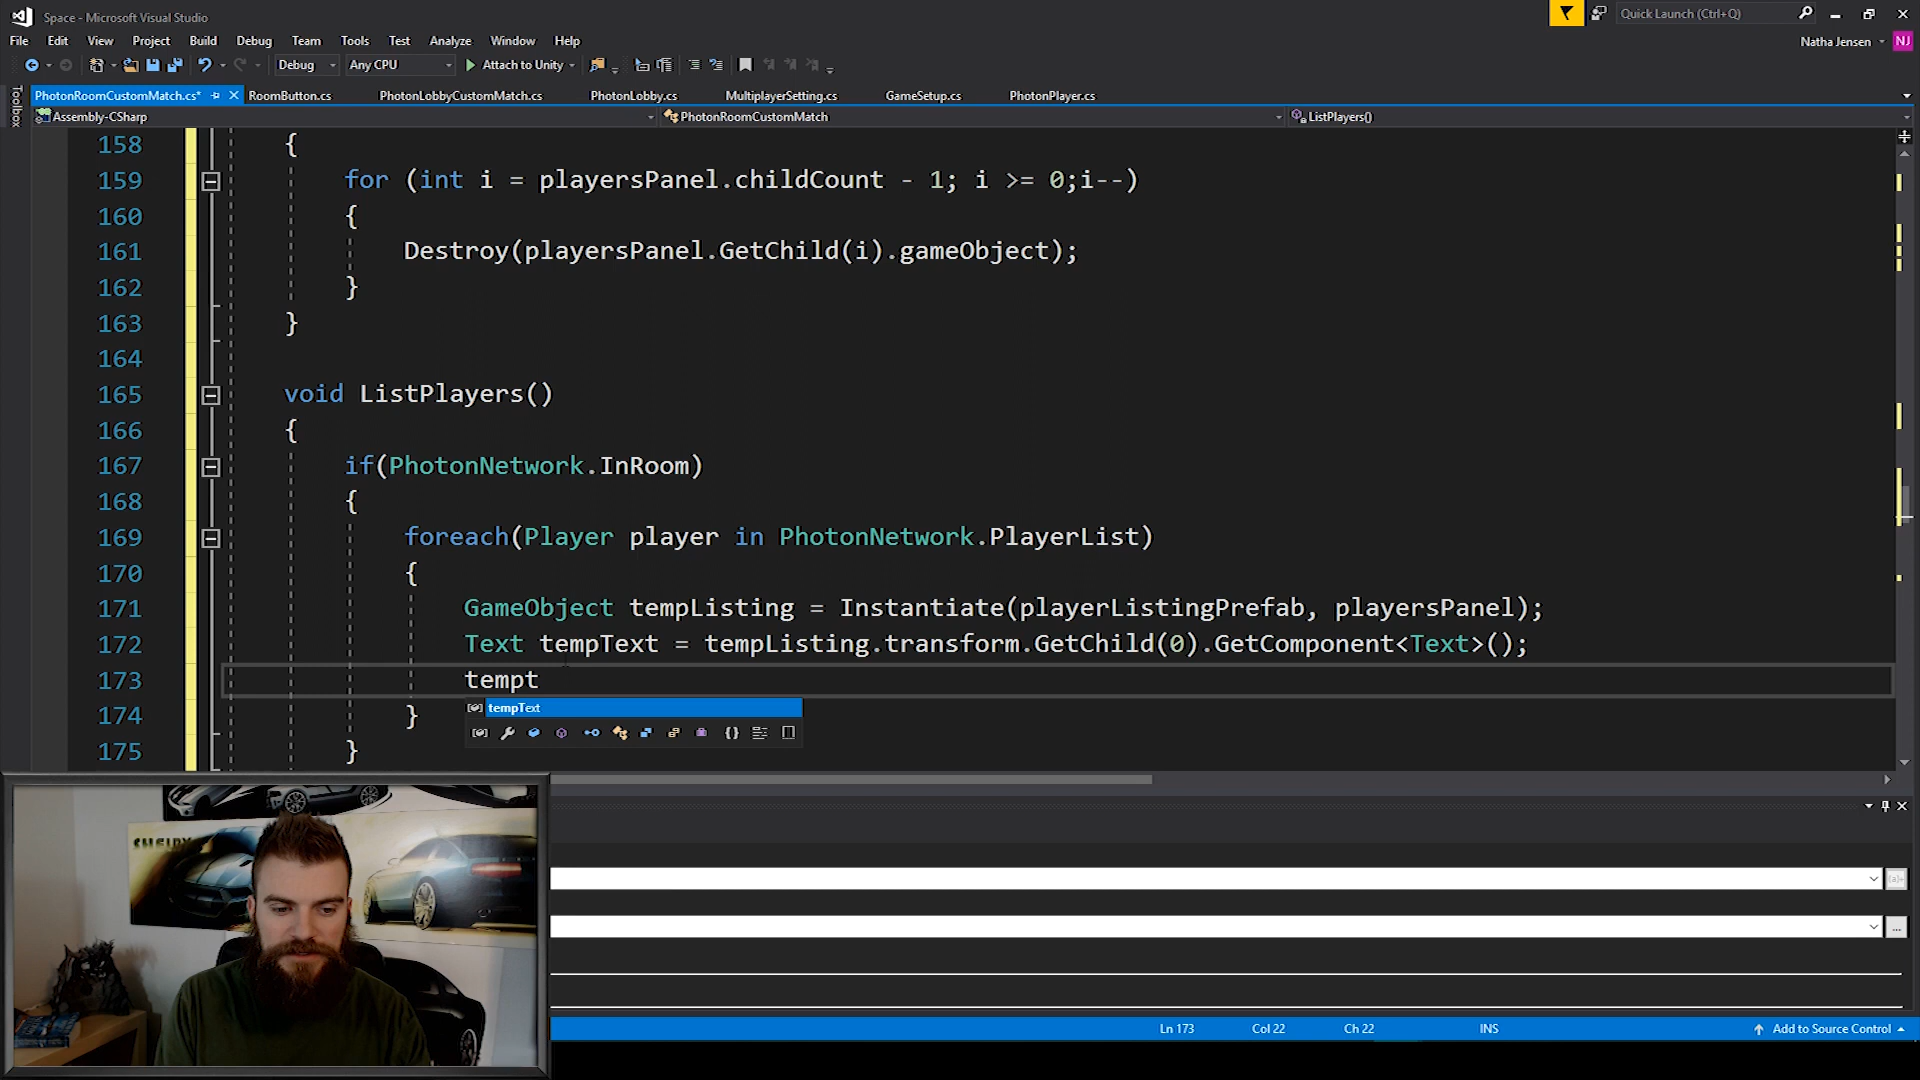 Space - Microsoft Visual Studio
Quick Launch (Ctrl+Q)
File Edit View Project Build Debug Team Tools Test Analyze Window Help
Natha Jensen NJ
Debug Any CPU Attach to Unity
Toolbox
PhotonRoomCustomMatch.cs* RoomButton.cs PhotonLobbyCustomMatch.cs PhotonLobby.cs MultiplayerSetting.cs GameSetup.cs PhotonPlayer.cs
Assembly-CSharp PhotonRoomCustomMatch ListPlayers()
158 {
159 for (int i = playersPanel.childCount - 1; i >= 0;i--)
160 {
161 Destroy(playersPanel.GetChild(i).gameObject);
162 }
163 }
164
165 void ListPlayers()
166 {
167 if(PhotonNetwork.InRoom)
168 {
169 foreach(Player player in PhotonNetwork.PlayerList)
170 {
171 GameObject tempListing = Instantiate(playerListingPrefab, playersPanel);
172 Text tempText = tempListing.transform.GetChild(0).GetComponent<Text>();
173 tempt
tempText
174 }
175 }
SHELBY
Ln 173 Col 22 Ch 22 INS Add to Source Control